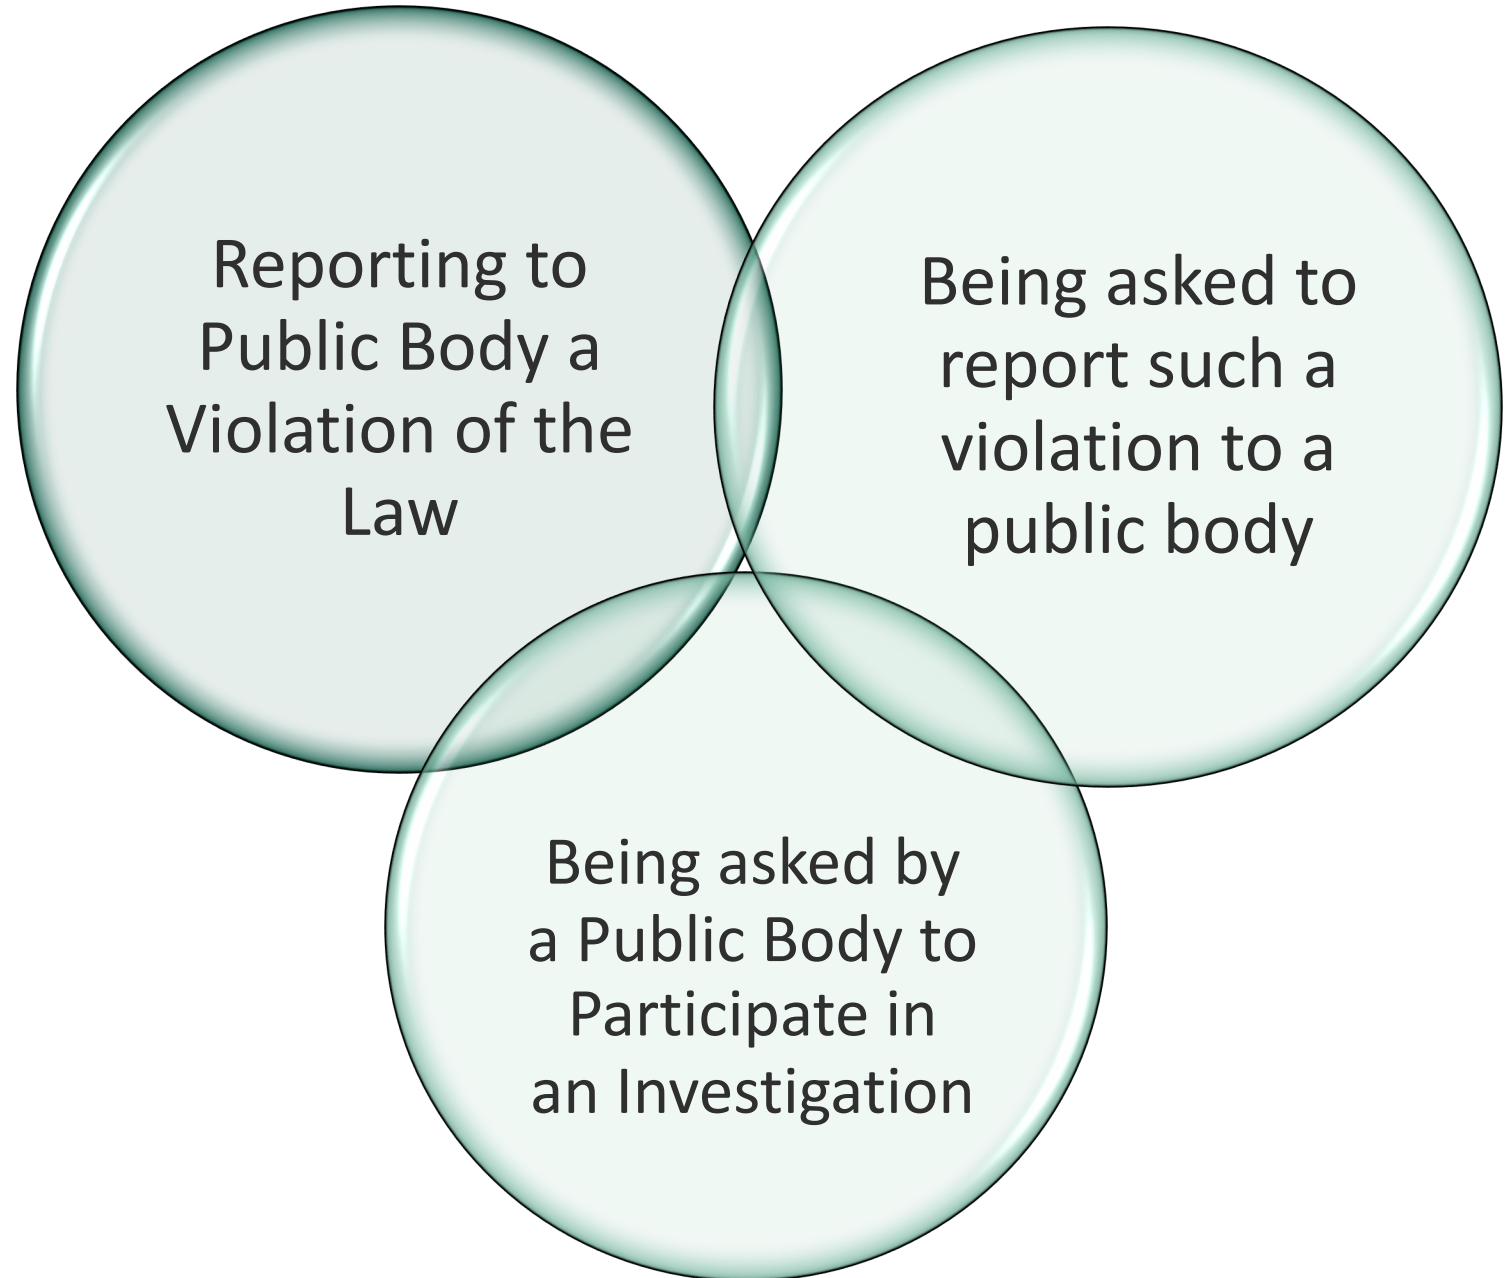 Reporting to
Public Body a
Violation of the
Law
Being asked to
report such a
violation to a
public body
Being asked by
a Public Body to
Participate in
an Investigation